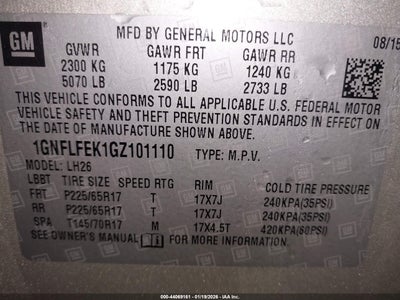 GM MFD BY GENERAL MOTORS LLC
08/15
GVWR GAWR FRT GAWR RR
2300 KG 1175 KG 1240 KG
5070 LB 2590 LB 2733 LB
THIS VEHICLE CONFORMS TO ALL APPLICABLE U.S. FEDERAL MOTOR
VEHICLE SAFETY AND THEFT PREVENTION STANDARDS IN EFFECT
ON THE DATE OF MANUFACTURE SHOWN ABOVE.
1GNFLFEK1GZ101110 TYPE: M.P.V.
MODEL: LH26
LBBT TIRE SIZE SPEED RTG RIM COLD TIRE PRESSURE
FRT P225/65R17 T 17X7J 240KPA(35PSI)
RR P225/65R17 T 17X7J 240KPA(35PSI)
SPA T145/70R17 M 17X4.5T 420KPA(60PSI)
SEE OWNER'S MANUAL FOR ADDITIONAL INFORMATION.
000-44069161 - 01/19/2026 - IAA Inc.